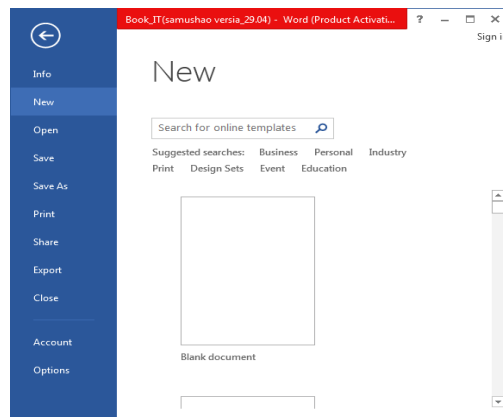 Book_IT(samushao versia_29.04) - Word (Product Activati...
?
Sign i
Info
New
Open
Save
Save As
Print
Share
Export
Close
Account
Options
New
Search for online templates
Suggested searches: Business Personal Industry
Print Design Sets Event Education
Blank document